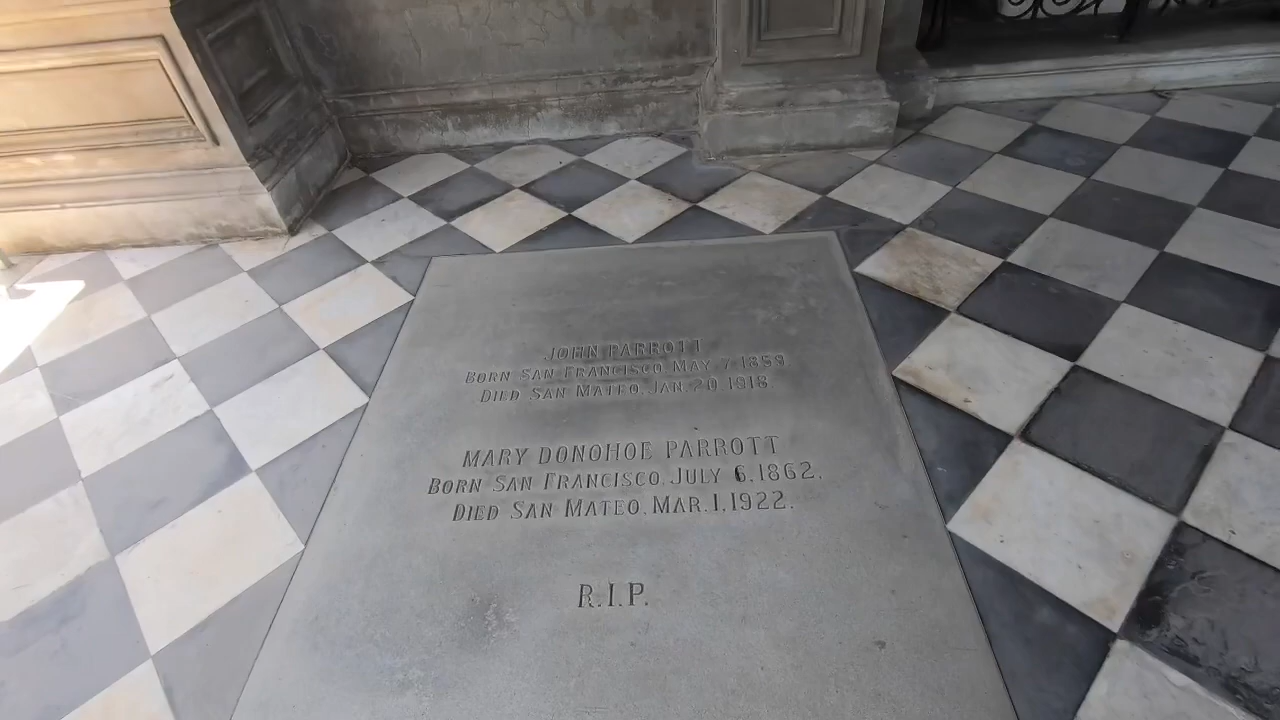 JOHN PARROTT
BORN SAN FRANCISCO, MAY 7, 1859
DIED SAN MATEO, JAN. 20, 1918
MARY DONOHOE PARROTT
BORN SAN FRANCISCO, JULY 6, 1862.
DIED SAN MATEO, MAR. 1, 1922.
R.I.P.